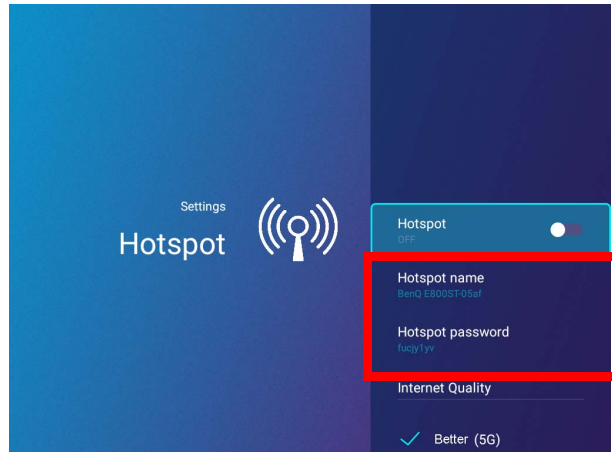 Settings
Hotspot
Hotspot
OFF
Hotspot name
BenQ E800ST-05af
Hotspot password
fucjy1yv
Internet Quality
Better (5G)